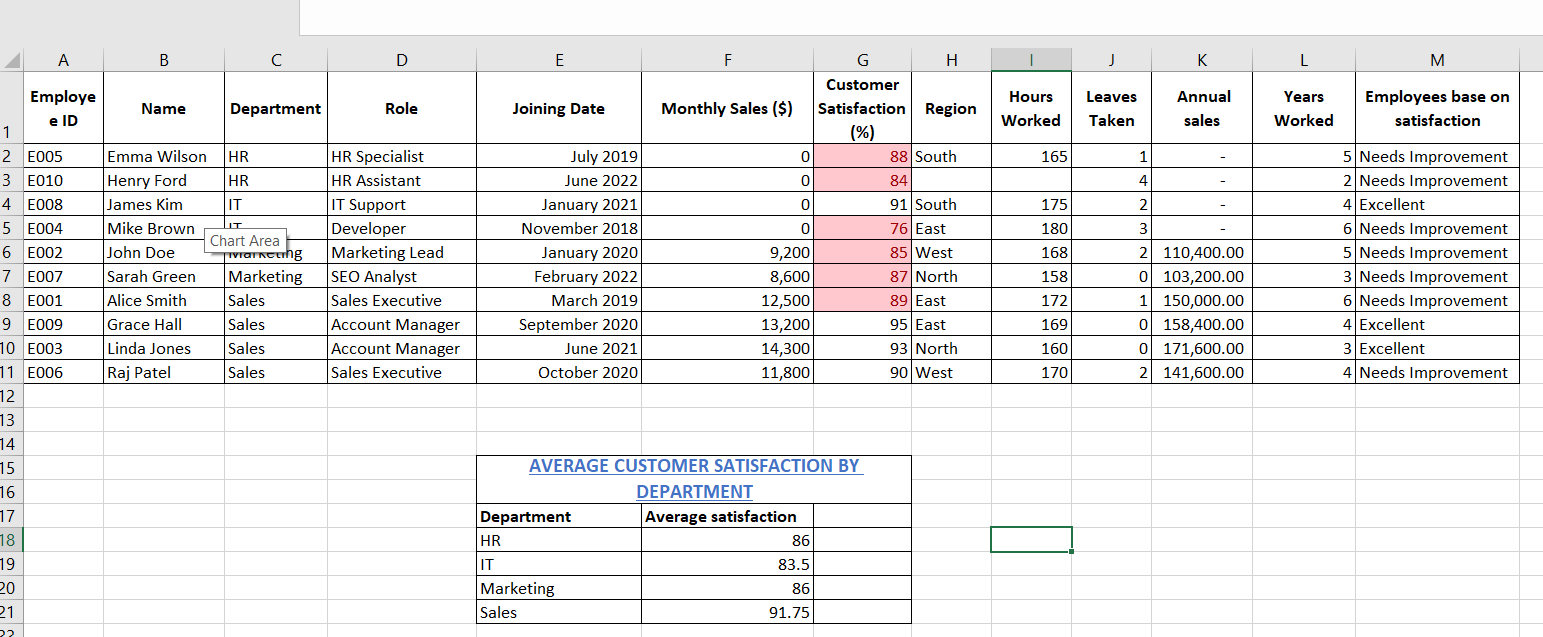 A B C D E F G H I J K L M
1 Employe e ID Name Department Role Joining Date Monthly Sales ($) Customer Satisfaction (%) Region Hours Worked Leaves Taken Annual sales Years Worked Employees base on satisfaction
2 E005 Emma Wilson HR HR Specialist July 2019 0 88 South 165 1 - 5 Needs Improvement
3 E010 Henry Ford HR HR Assistant June 2022 0 84 4 - 2 Needs Improvement
4 E008 James Kim IT IT Support January 2021 0 91 South 175 2 - 4 Excellent
5 E004 Mike Brown IT Developer November 2018 0 76 East 180 3 - 6 Needs Improvement
Chart Area
6 E002 John Doe Marketing Marketing Lead January 2020 9,200 85 West 168 2 110,400.00 5 Needs Improvement
7 E007 Sarah Green Marketing SEO Analyst February 2022 8,600 87 North 158 0 103,200.00 3 Needs Improvement
8 E001 Alice Smith Sales Sales Executive March 2019 12,500 89 East 172 1 150,000.00 6 Needs Improvement
9 E009 Grace Hall Sales Account Manager September 2020 13,200 95 East 169 0 158,400.00 4 Excellent
10 E003 Linda Jones Sales Account Manager June 2021 14,300 93 North 160 0 171,600.00 3 Excellent
11 E006 Raj Patel Sales Sales Executive October 2020 11,800 90 West 170 2 141,600.00 4 Needs Improvement
12
13
14
15 AVERAGE CUSTOMER SATISFACTION BY
16 DEPARTMENT
17 Department Average satisfaction
18 HR 86
19 IT 83.5
20 Marketing 86
21 Sales 91.75
22